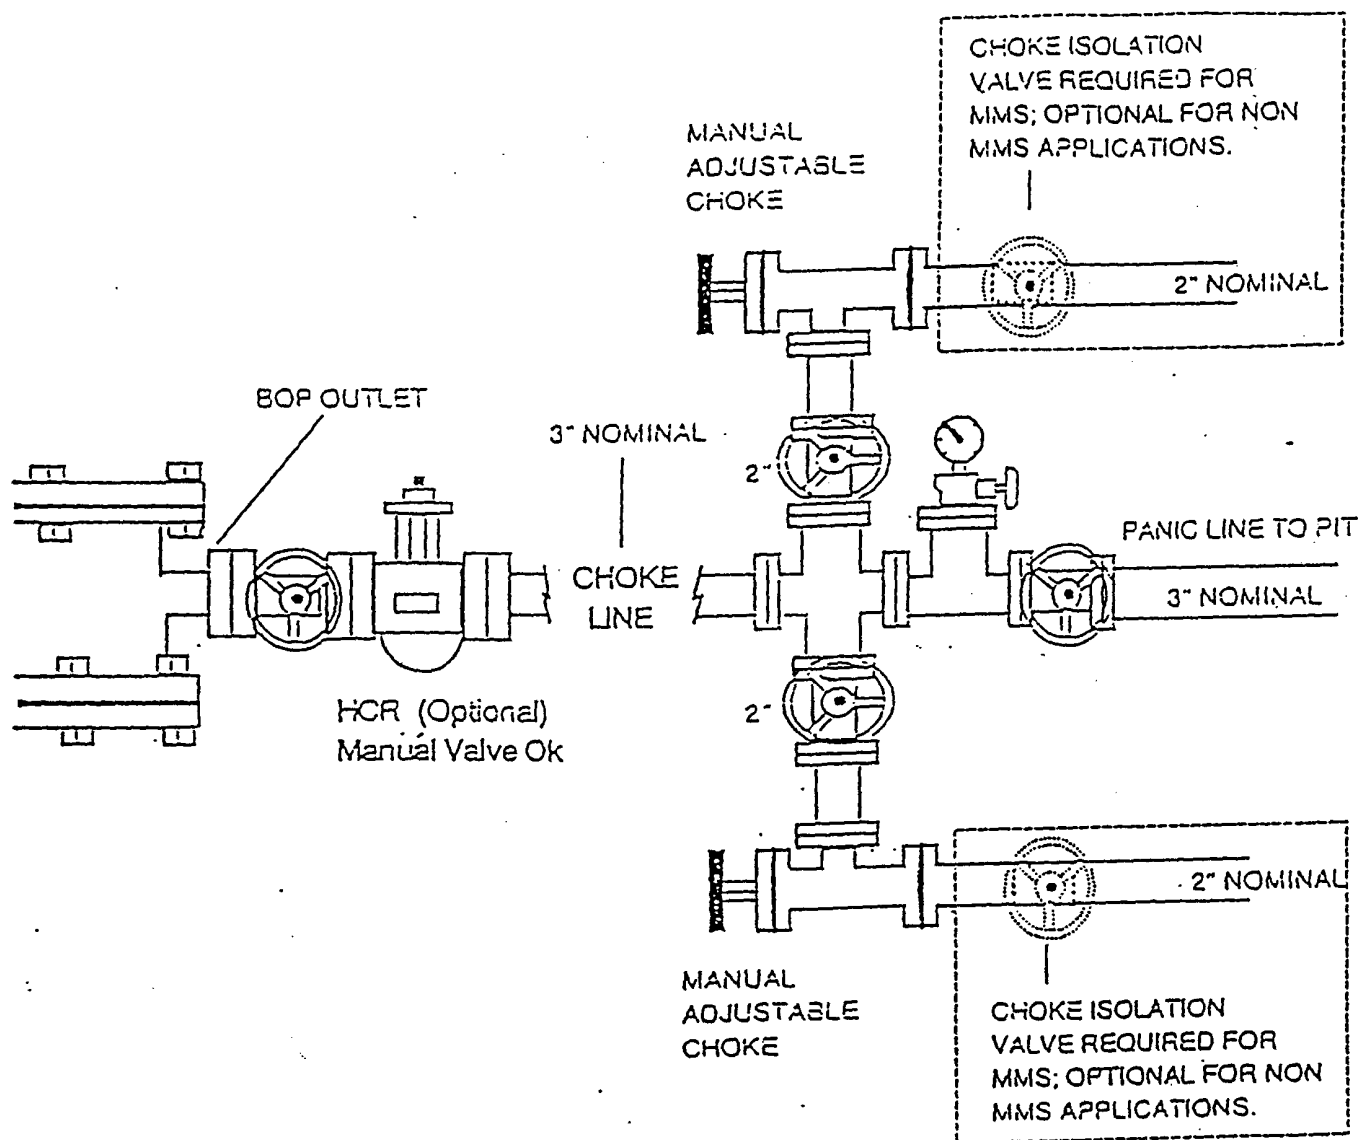 CHOKE ISOLATION
VALVE REQUIRED FOR
MMS; OPTIONAL FOR NON
MMS APPLICATIONS.
MANUAL
ADJUSTABLE
CHOKE
2" NOMINAL
BOP OUTLET
3" NOMINAL
2"
PANIC LINE TO PIT
CHOKE
LINE
3" NOMINAL
HCR (Optional)
Manual Valve Ok
2"
2" NOMINAL
MANUAL
ADJUSTABLE
CHOKE
CHOKE ISOLATION
VALVE REQUIRED FOR
MMS; OPTIONAL FOR NON
MMS APPLICATIONS.